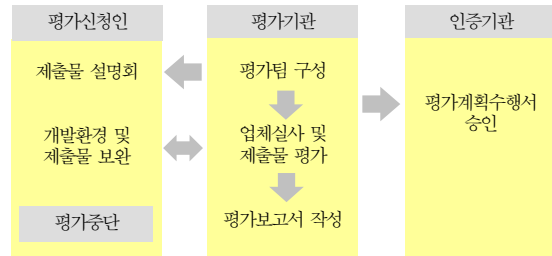 평가신청인
평가기관
인증기관
제출물 설명회
평가팀 구성
평가계획수행서
승인
개발환경 및
제출물 보완
업체실사 및
제출물 평가
평가중단
평가보고서 작성